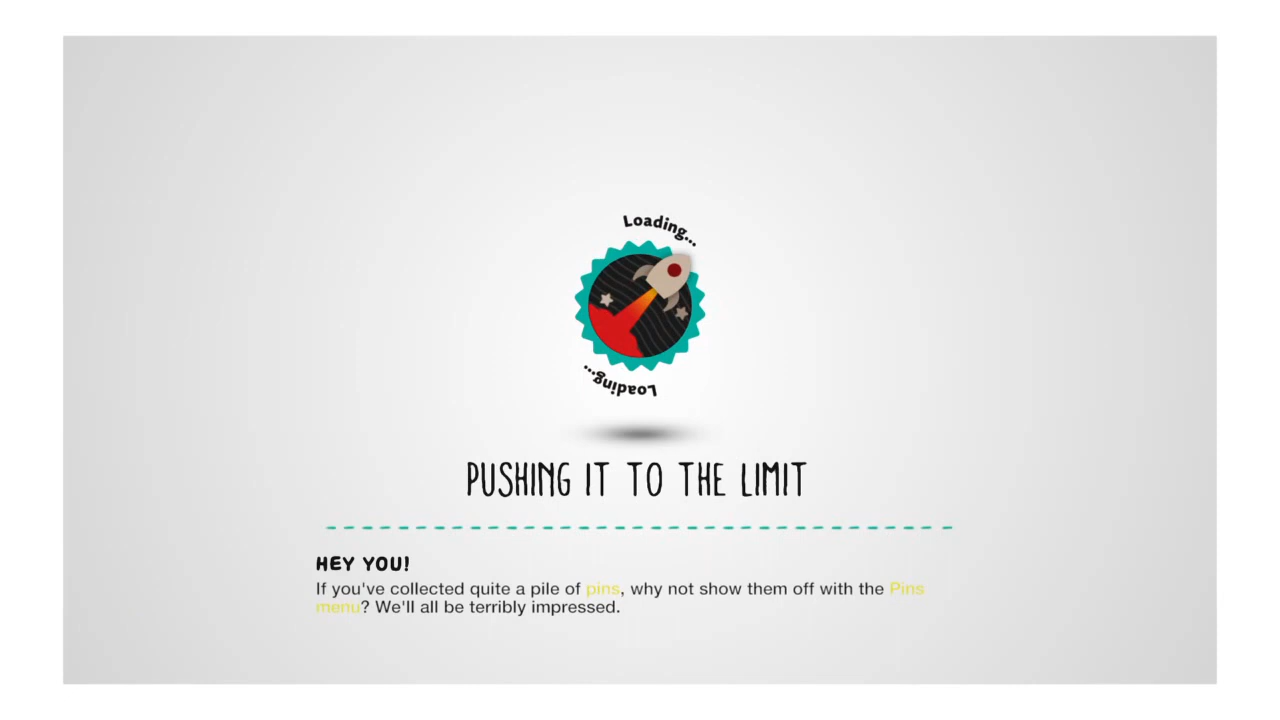 Loading...
Loading...
PUSHING IT TO THE LIMIT
HEY YOU!
If you've collected quite a pile of pins, why not show them off with the Pins
menu? We'll all be terribly impressed.